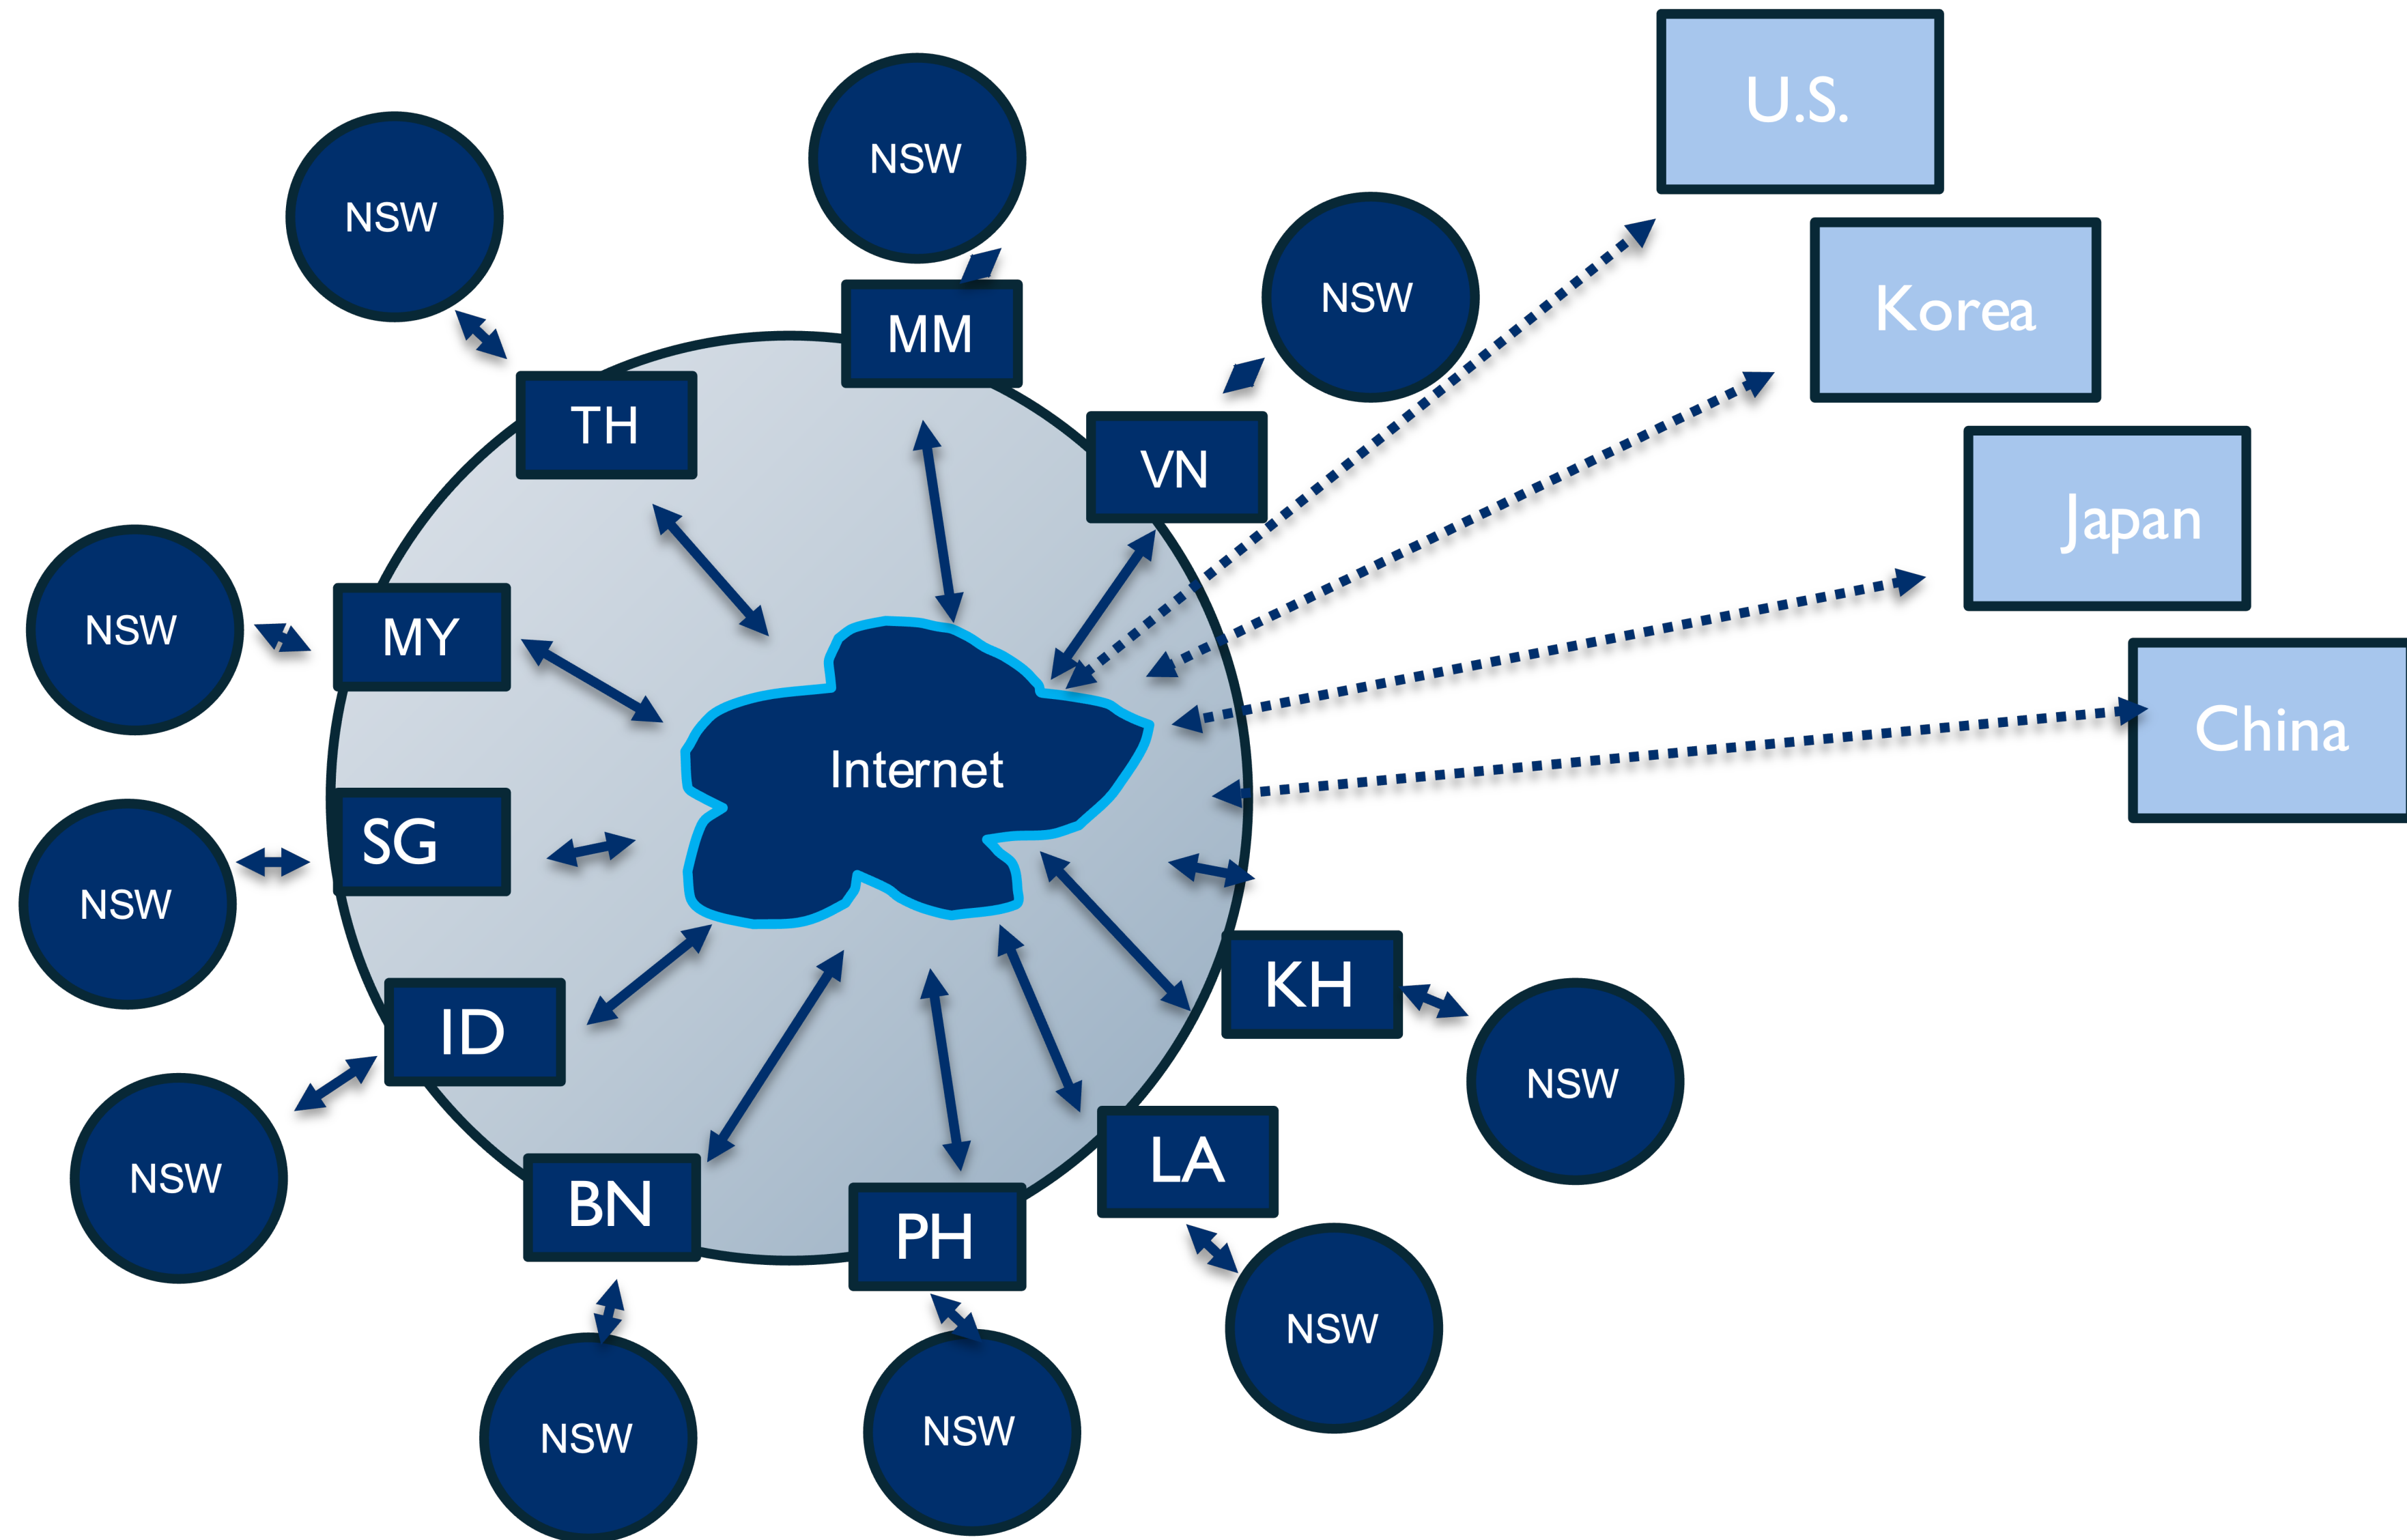 U.S.
NSW
NSW
NSW
Korea
MM
TH
VN
Japan
NSW
MY
China
Internet
SG
NSW
KH
ID
NSW
NSW
LA
BN
PH
NSW
NSW
NSW